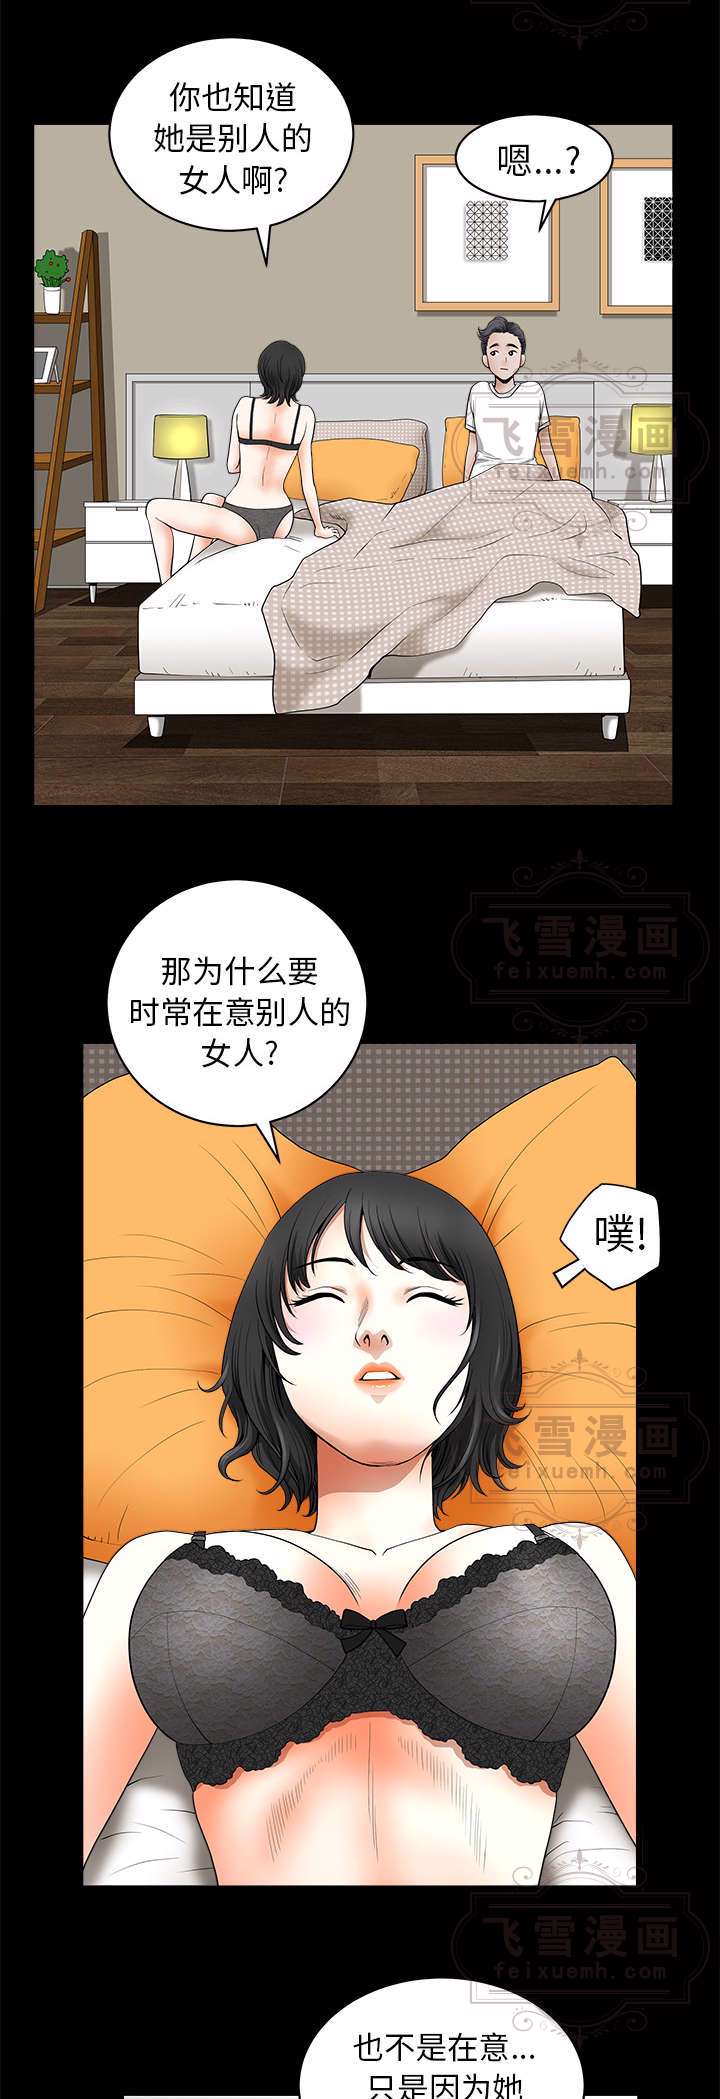 你也知道
她是别人的
女人啊?
嗯...?
飞雪漫画
feixuemh.com
飞雪漫画
feixuemh.com
那为什么要
时常在意别人的
女人?
噗!
飞雪漫画
feixuemh.com
飞雪漫画
feixuemh.com
也不是在意...
只是因为她